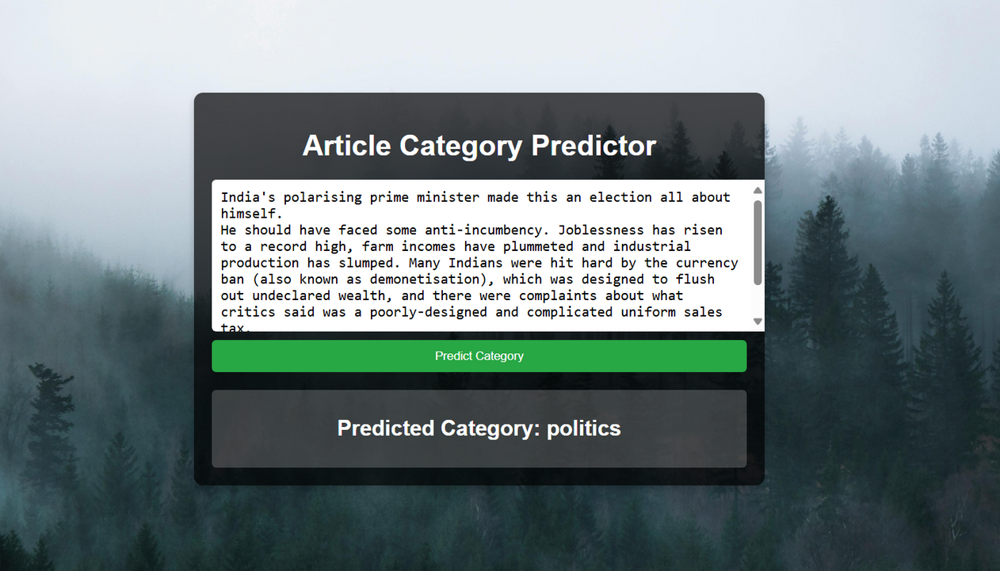 Article Category Predictor
India's polarising prime minister made this an election all about
himself.
He should have faced some anti-incumbency. Joblessness has risen
to a record high, farm incomes have plummeted and industrial
production has slumped. Many Indians were hit hard by the currency
ban (also known as demonetisation), which was designed to flush
out undeclared wealth, and there were complaints about what
critics said was a poorly-designed and complicated uniform sales
tax.
Predict Category
Predicted Category: politics